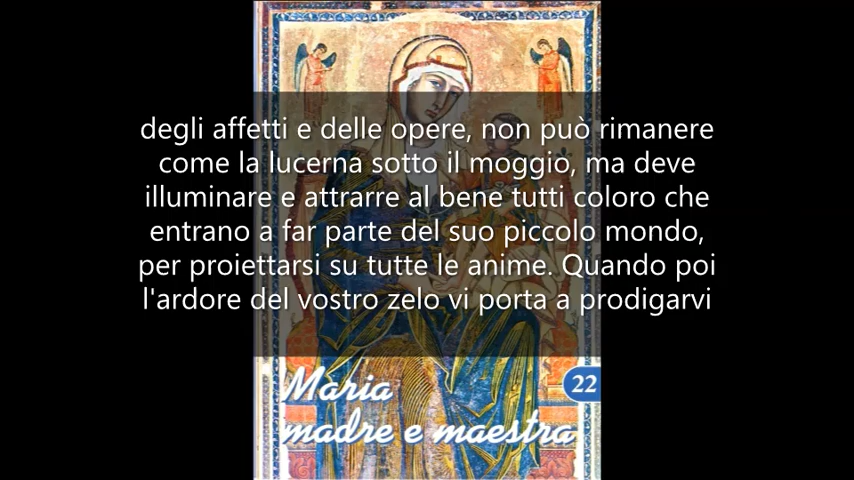 degli affetti e delle opere, non può rimanere
come la lucerna sotto il moggio, ma deve
illuminare e attrarre al bene tutti coloro che
entrano a far parte del suo piccolo mondo,
per proiettarsi su tutte le anime. Quando poi
l'ardore del vostro zelo vi porta a prodigarvi
Maria
22
madre e maestra